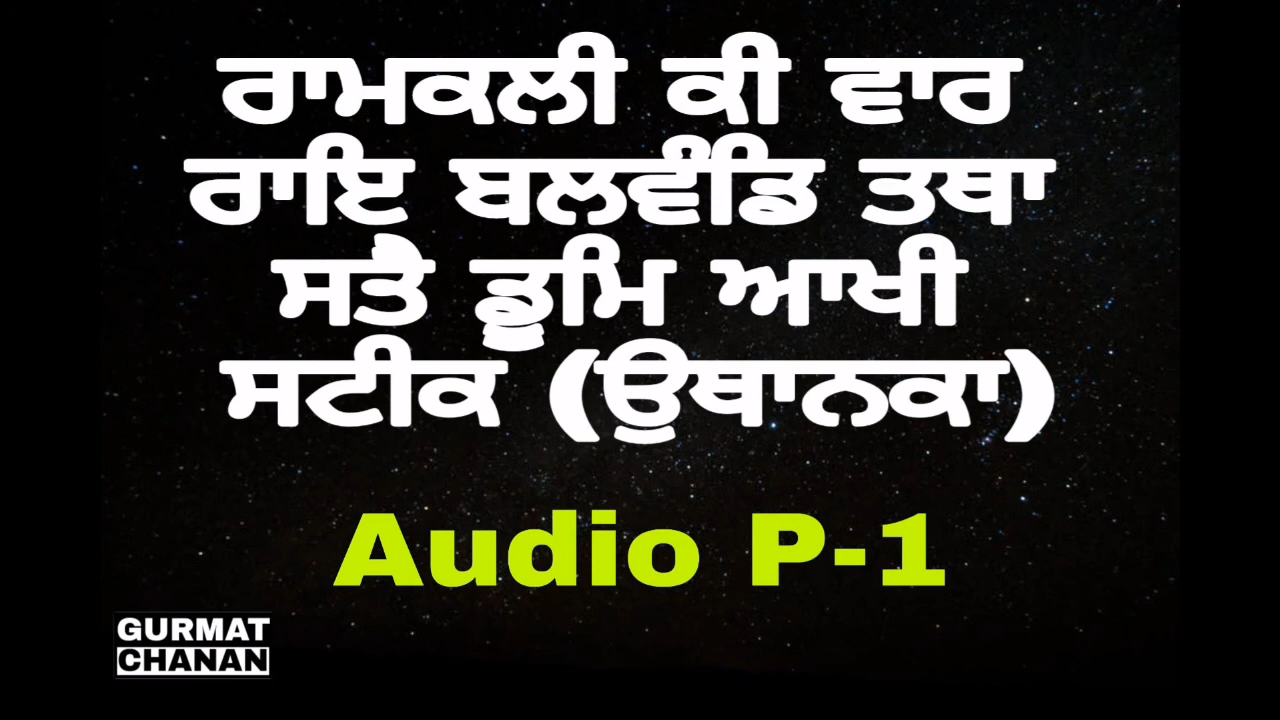 ਰਾਮਕਲੀ ਕੀ ਵਾਰ
ਰਾਇ ਬਲਵੰਡਿ ਤਥਾ
ਸਤੈ ਡੂਮਿ ਆਖੀ
ਸਟੀਕ (ਉਥਾਨਕਾ)
Audio P-1
GURMAT
CHANAN